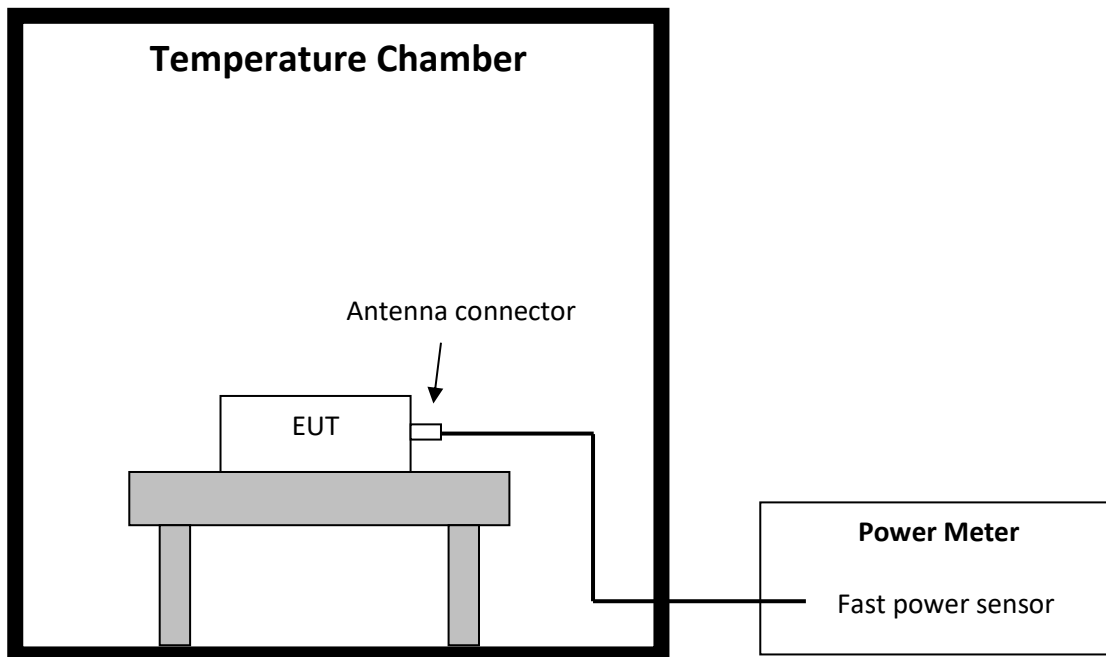 Temperature Chamber
Antenna connector
EUT
Power Meter
Fast power sensor